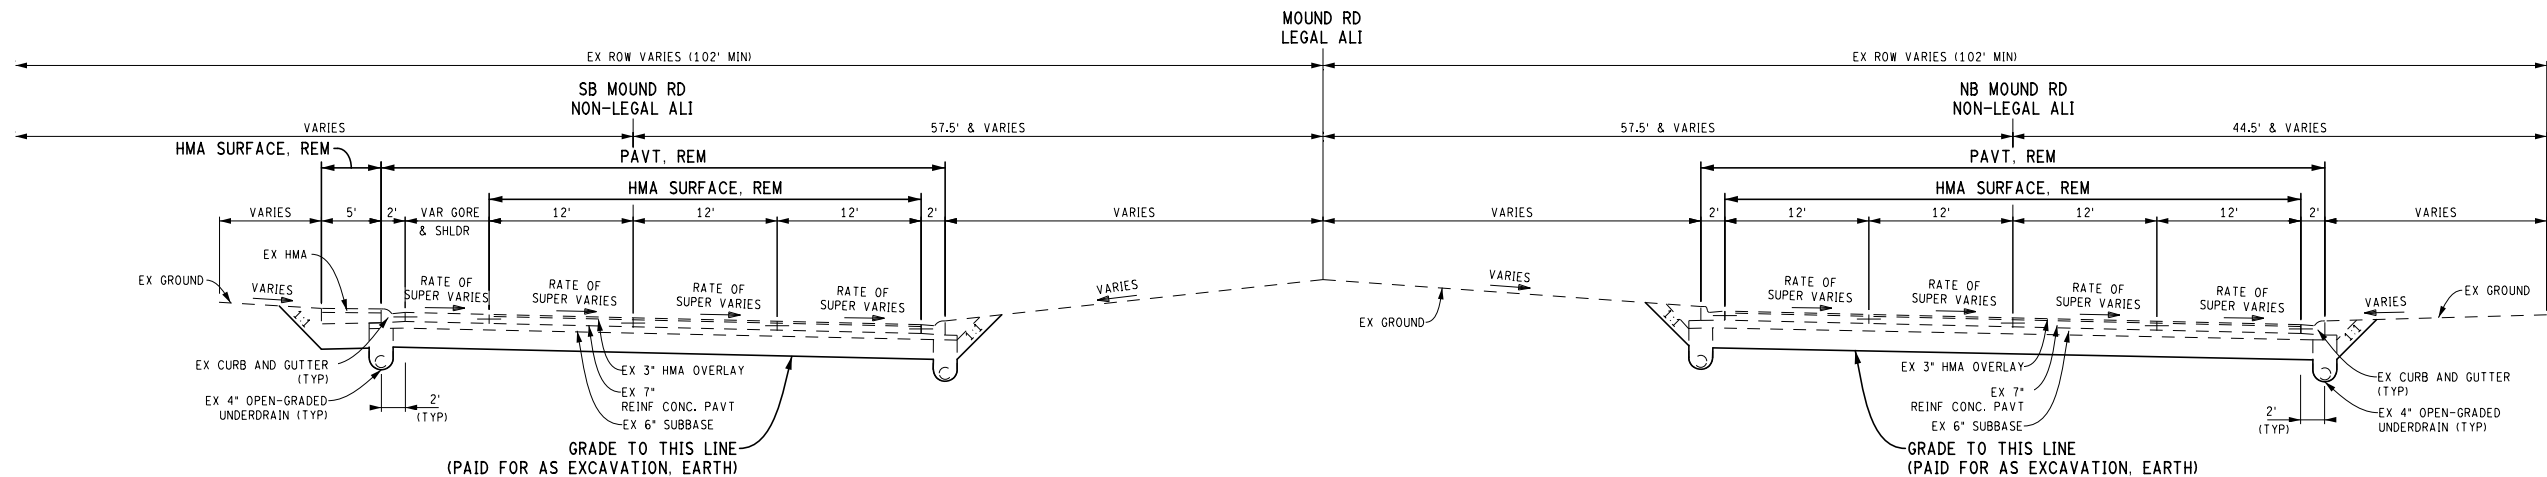 MOUND RD
LEGAL ALI
EX ROW VARIES (102' MIN)
EX ROW VARIES (102' MIN)
SB MOUND RD
NON-LEGAL ALI
NB MOUND RD
NON-LEGAL ALI
VARIES
57.5' & VARIES
57.5' & VARIES
44.5' & VARIES
HMA SURFACE, REM
PAVT, REM
PAVT, REM
HMA SURFACE, REM
HMA SURFACE, REM
VARIES
5'
2'
VAR GORE
& SHLDR
12'
12'
12'
2'
VARIES
VARIES
2'
12'
12'
12'
12'
2'
VARIES
EX HMA
EX GROUND
VARIES
RATE OF
SUPER VARIES
RATE OF
SUPER VARIES
RATE OF
SUPER VARIES
RATE OF
SUPER VARIES
VARIES
VARIES
RATE OF
SUPER VARIES
RATE OF
SUPER VARIES
RATE OF
SUPER VARIES
RATE OF
SUPER VARIES
VARIES
EX GROUND
1:1
1:1
EX GROUND
1:1
1:1
EX CURB AND GUTTER
(TYP)
EX 4" OPEN-GRADED
UNDERDRAIN (TYP)
2'
(TYP)
EX 3" HMA OVERLAY
EX 7"
REINF CONC. PAVT
EX 6" SUBBASE
GRADE TO THIS LINE
(PAID FOR AS EXCAVATION, EARTH)
EX 3" HMA OVERLAY
EX 7"
REINF CONC. PAVT
EX 6" SUBBASE
GRADE TO THIS LINE
(PAID FOR AS EXCAVATION, EARTH)
2'
(TYP)
EX CURB AND GUTTER
(TYP)
EX 4" OPEN-GRADED
UNDERDRAIN (TYP)